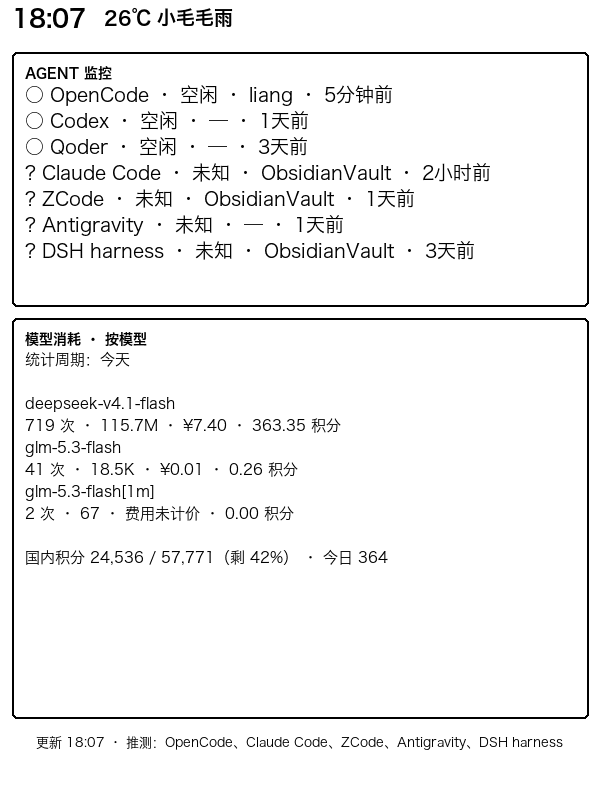 18:07 26℃ 小毛毛雨
AGENT 监控
○ OpenCode · 空闲 · liang · 5分钟前
○ Codex · 空闲 · — · 1天前
○ Qoder · 空闲 · — · 3天前
? Claude Code · 未知 · ObsidianVault · 2小时前
? ZCode · 未知 · ObsidianVault · 1天前
? Antigravity · 未知 · — · 1天前
? DSH harness · 未知 · ObsidianVault · 3天前
模型消耗 · 按模型
统计周期：今天
deepseek-v4.1-flash
719 次 · 115.7M · ¥7.40 · 363.35 积分
glm-5.3-flash
41 次 · 18.5K · ¥0.01 · 0.26 积分
glm-5.3-flash[1m]
2 次 · 67 · 费用未计价 · 0.00 积分
国内积分 24,536 / 57,771（剩 42%） · 今日 364
更新 18:07 · 推测：OpenCode、Claude Code、ZCode、Antigravity、DSH harness